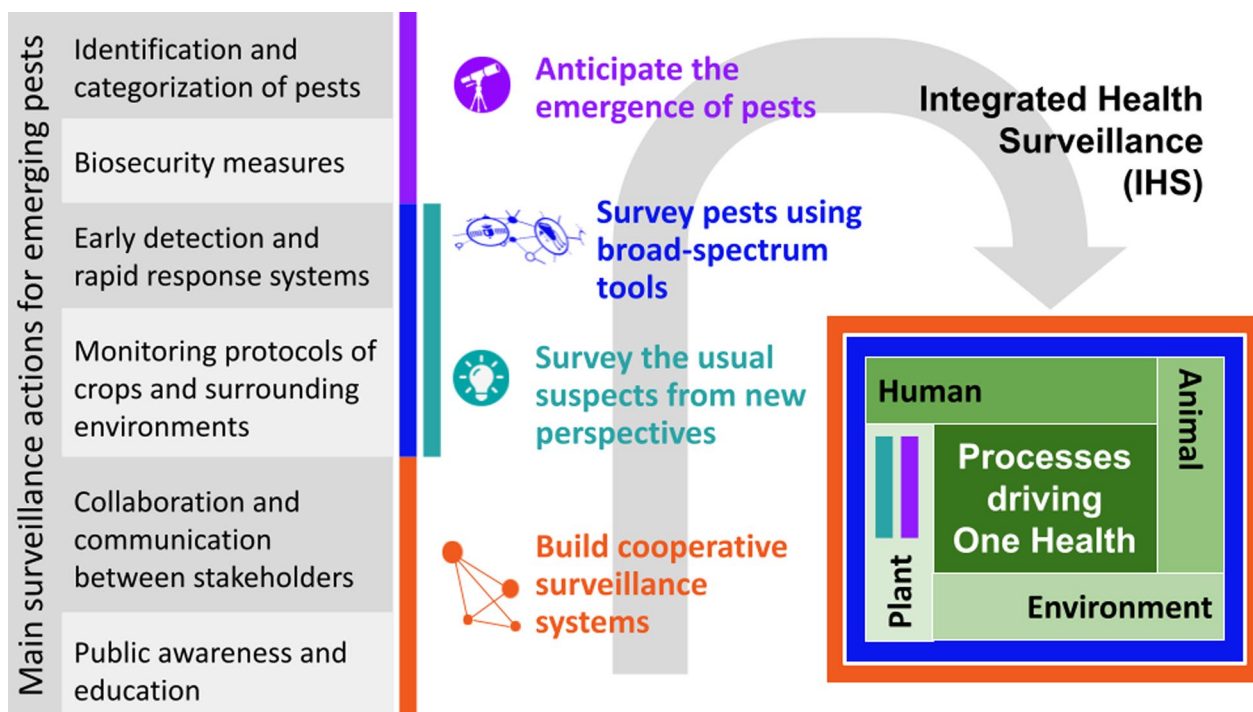 Main surveillance actions for emerging pests
Identification and
categorization of pests
Biosecurity measures
Early detection and
rapid response systems
Monitoring protocols of
crops and surrounding
environments
Collaboration and
communication
between stakeholders
Public awareness and
education
Anticipate the
emergence of pests
Survey pests using
broad-spectrum
tools
Survey the usual
suspects from new
perspectives
Build cooperative
surveillance
systems
Integrated Health
Surveillance
(IHS)
Human
Animal
Processes
driving
One Health
Plant
Environment